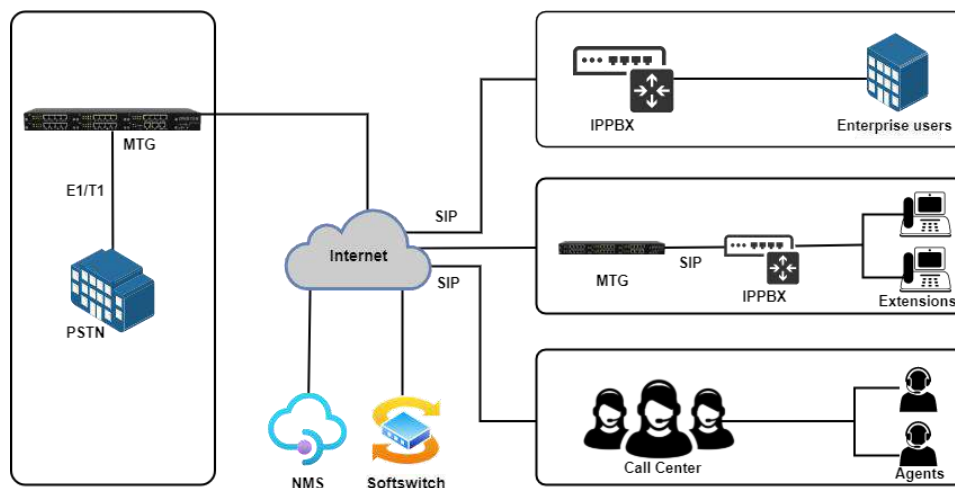 MTG
E1/T1
PSTN
Internet
SIP
SIP
NMS
Softswitch
IPPBX
Enterprise users
MTG
SIP
IPPBX
Extensions
Call Center
Agents